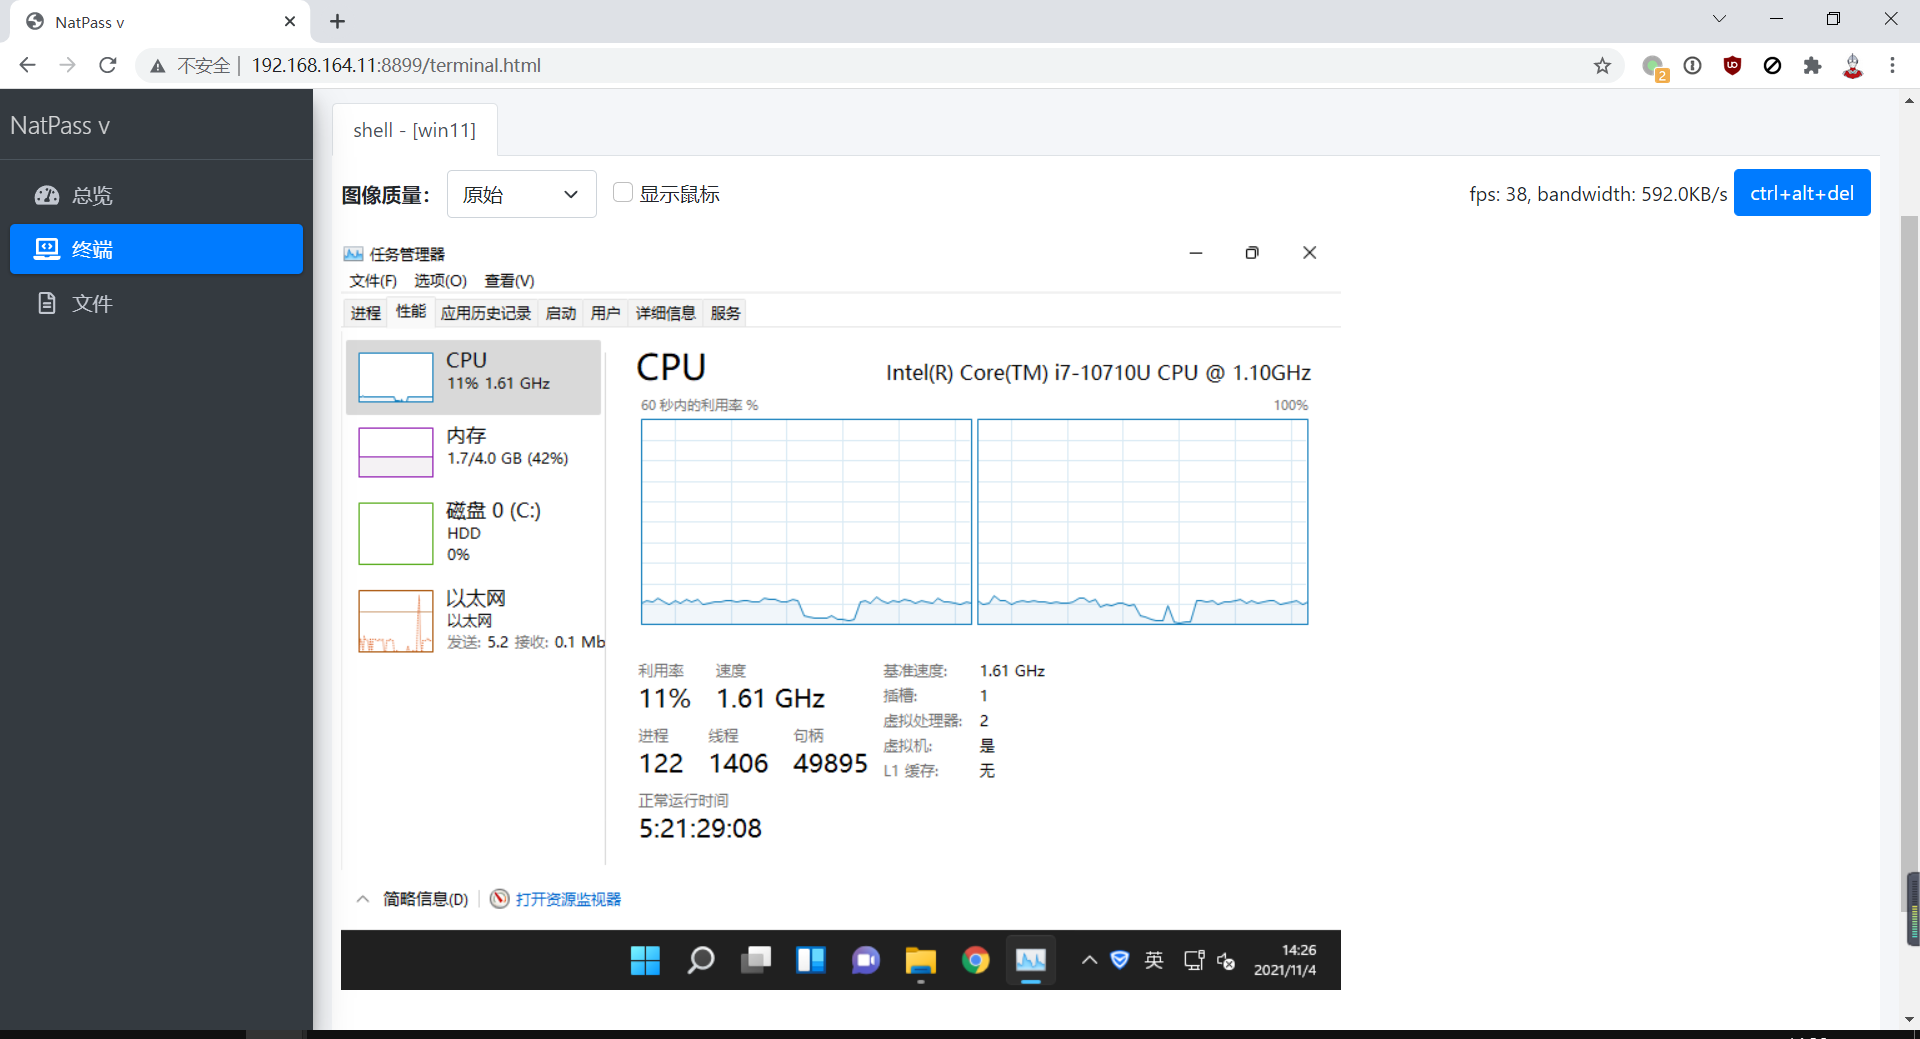 NatPass v
不安全 | 192.168.164.11:8899/terminal.html
2
NatPass v
总览
终端
文件
shell - [win11]
图像质量： 原始 显示鼠标 fps: 38, bandwidth: 592.0KB/s ctrl+alt+del
任务管理器
文件(F) 选项(O) 查看(V)
进程 性能 应用历史记录 启动 用户 详细信息 服务
CPU
11% 1.61 GHz
内存
1.7/4.0 GB (42%)
磁盘 0 (C:)
HDD
0%
以太网
以太网
发送: 5.2 接收: 0.1 Mb
CPU Intel(R) Core(TM) i7-10710U CPU @ 1.10GHz
60 秒内的利用率 % 100%
利用率 速度
11% 1.61 GHz
进程 线程 句柄
122 1406 49895
正常运行时间
5:21:29:08
基准速度: 1.61 GHz
插槽: 1
虚拟处理器: 2
虚拟机: 是
L1 缓存: 无
简略信息(D) 打开资源监视器
英
14:26
2021/11/4